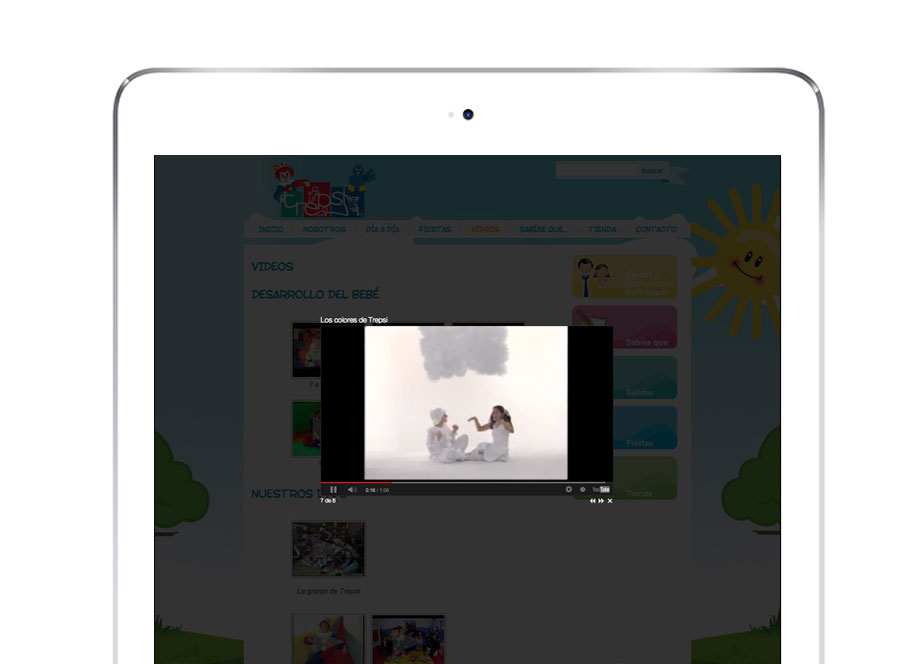 trepsi
buscar
INICIO NOSOTROS DÍA A DÍA FIESTAS VIDEOS SABÍAS QUE... TIENDA CONTACTO
VIDEOS
DESARROLLO DEL BEBÉ
Sabías que
Salidas
Fiestas
Tienda
Los colores de Trepsi
0:16 / 1:06
YouTube
7 de 8
NUESTROS D
La granja de Trepsi